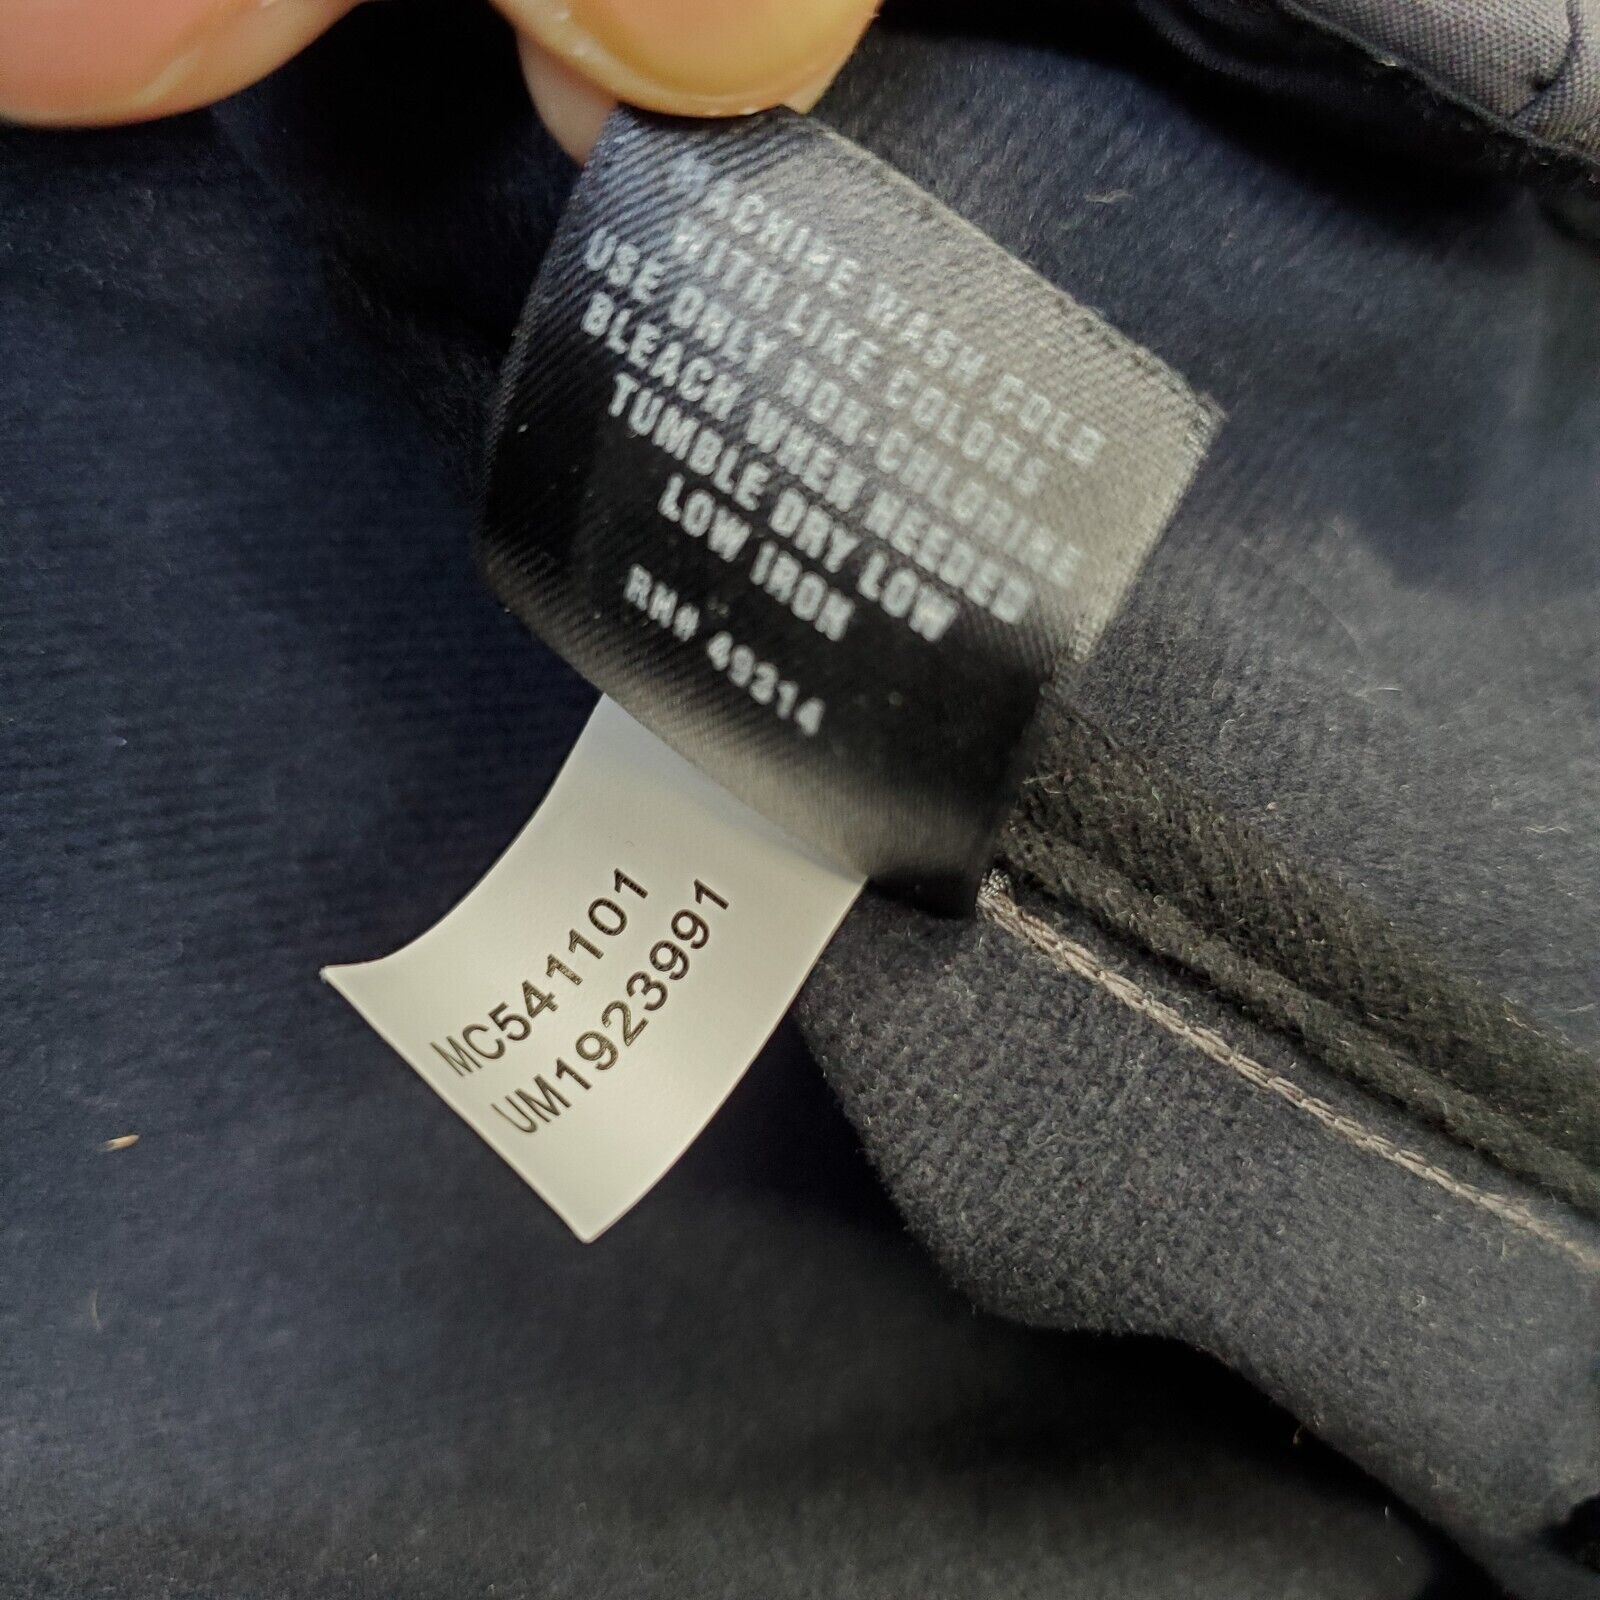 MACHINE WASH COLD
WITH LIKE COLORS
USE ONLY NON-CHLORINE
BLEACH WHEN NEEDED
TUMBLE DRY LOW
LOW IRON
RN# 49314
MC541101
UM1923991